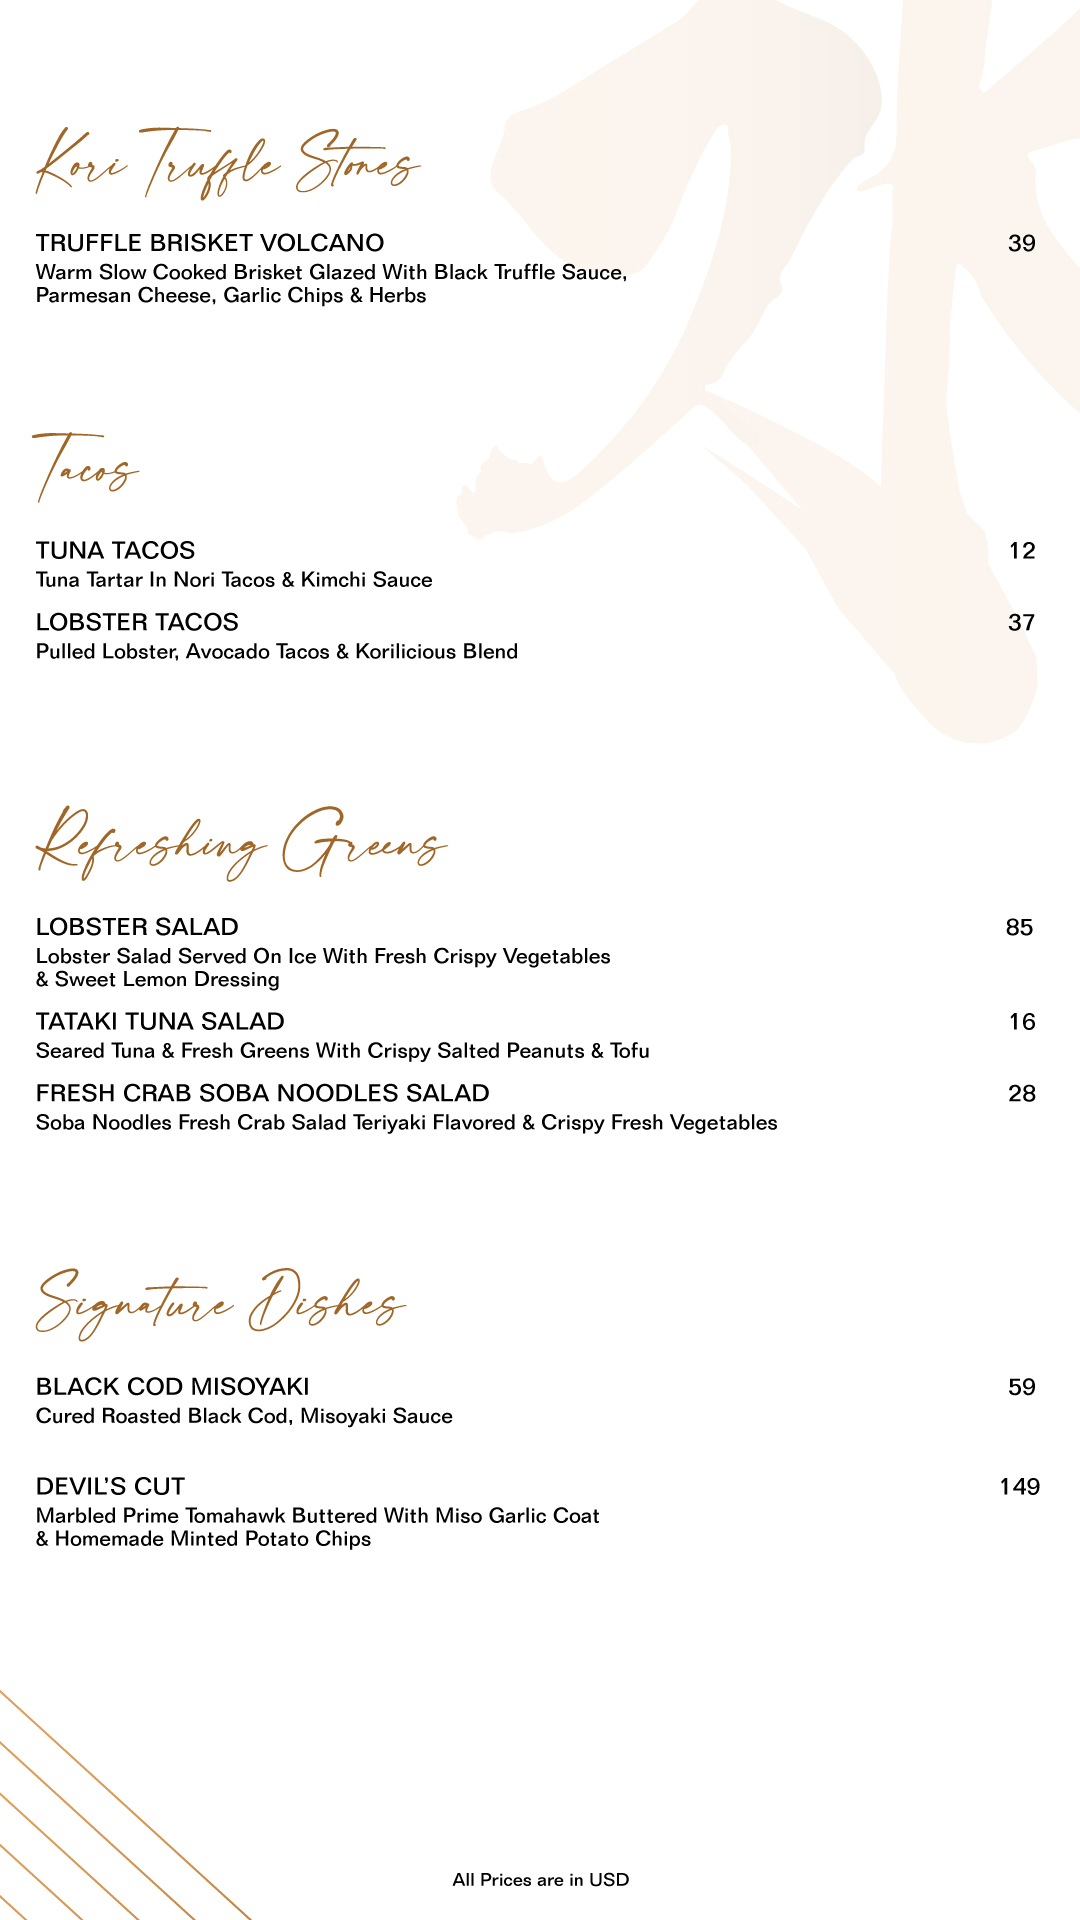 Kori Truffle Stones
TRUFFLE BRISKET VOLCANO 39
Warm Slow Cooked Brisket Glazed With Black Truffle Sauce,
Parmesan Cheese, Garlic Chips & Herbs
Tacos
TUNA TACOS 12
Tuna Tartar In Nori Tacos & Kimchi Sauce
LOBSTER TACOS 37
Pulled Lobster, Avocado Tacos & Korilicious Blend
Refreshing Greens
LOBSTER SALAD 85
Lobster Salad Served On Ice With Fresh Crispy Vegetables
& Sweet Lemon Dressing
TATAKI TUNA SALAD 16
Seared Tuna & Fresh Greens With Crispy Salted Peanuts & Tofu
FRESH CRAB SOBA NOODLES SALAD 28
Soba Noodles Fresh Crab Salad Teriyaki Flavored & Crispy Fresh Vegetables
Signature Dishes
BLACK COD MISOYAKI 59
Cured Roasted Black Cod, Misoyaki Sauce
DEVIL’S CUT 149
Marbled Prime Tomahawk Buttered With Miso Garlic Coat
& Homemade Minted Potato Chips
All Prices are in USD